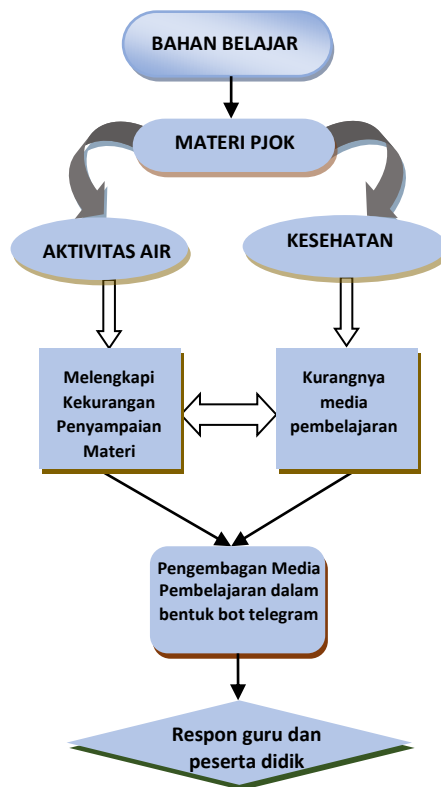 BAHAN BELAJAR
MATERI PJOK
AKTIVITAS AIR
KESEHATAN
Melengkapi
Kekurangan
Penyampaian
Materi
Kurangnya
media
pembelajaran
Pengembagan Media
Pembelajaran dalam
bentuk bot telegram
Respon guru dan
peserta didik